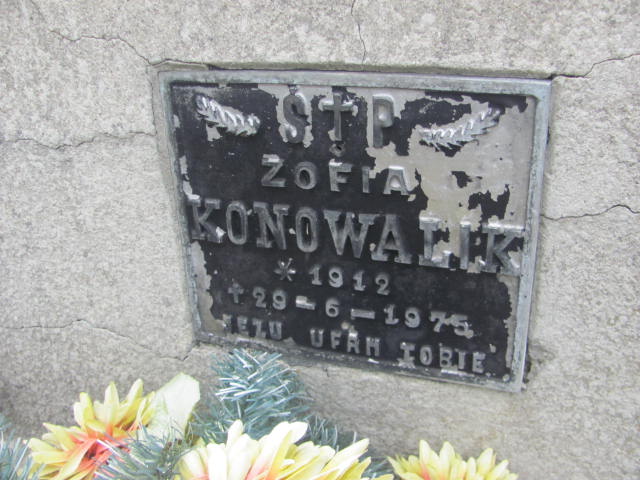 S✝P
ZOFIA
KONOWALIK
* 1912
✝ 29-6-1975
JEZU UFAM TOBIE